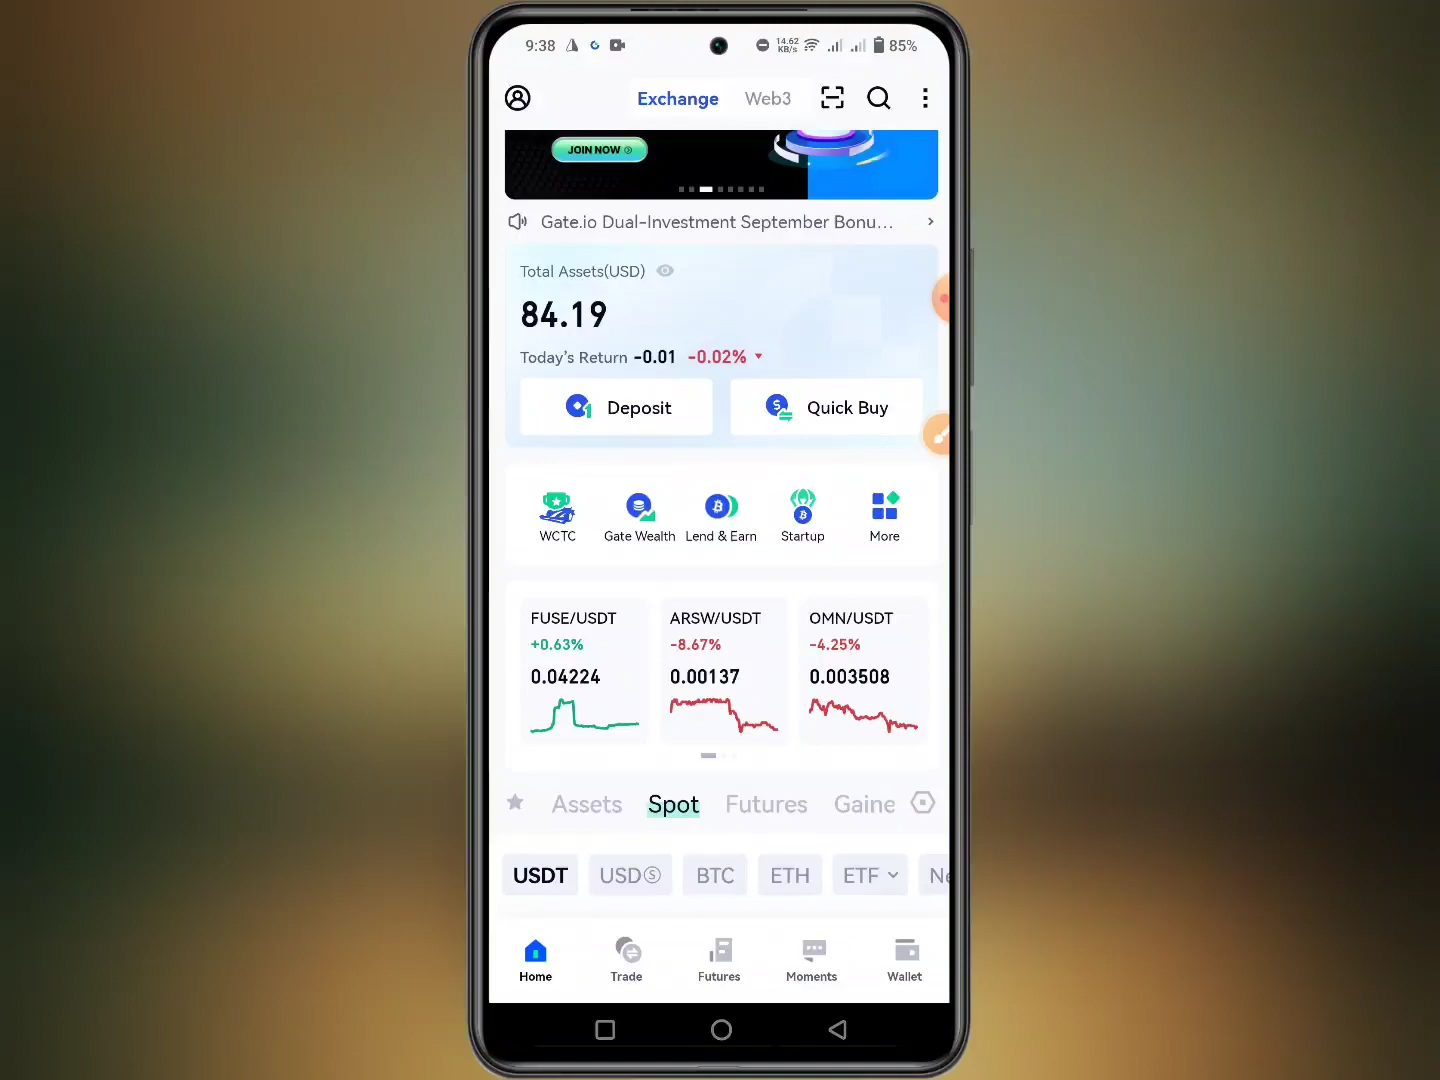 9:38
14.62 KB/s
85%
Exchange Web3
JOIN NOW
Gate.io Dual-Investment September Bonu...
Total Assets(USD)
84.19
Today's Return -0.01 -0.02%
Deposit Quick Buy
WCTC Gate Wealth Lend & Earn Startup More
FUSE/USDT ARSW/USDT OMN/USDT
+0.63% -8.67% -4.25%
0.04224 0.00137 0.003508
Assets Spot Futures Gaine
USDT USDⓈ BTC ETH ETF Ne
Home Trade Futures Moments Wallet